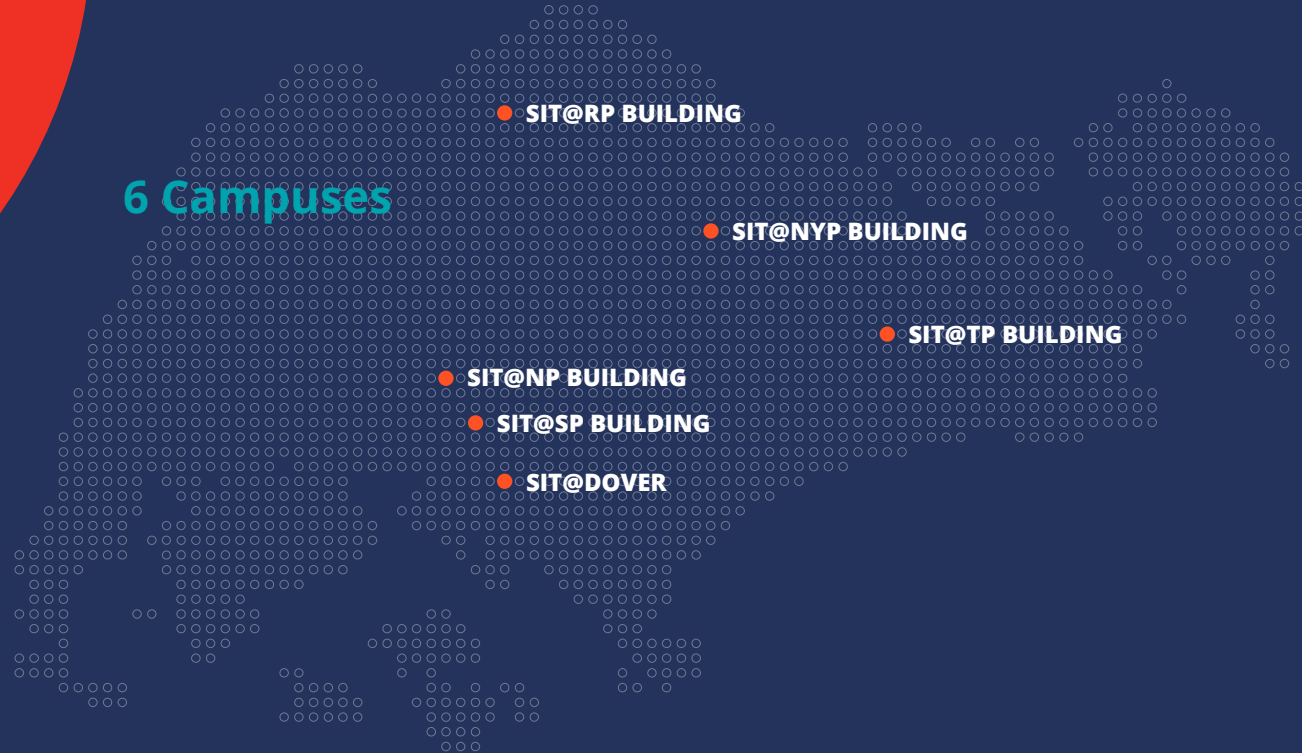 SIT@RP BUILDING
6 Campuses
SIT@NYP BUILDING
SIT@TP BUILDING
SIT@NP BUILDING
SIT@SP BUILDING
SIT@DOVER